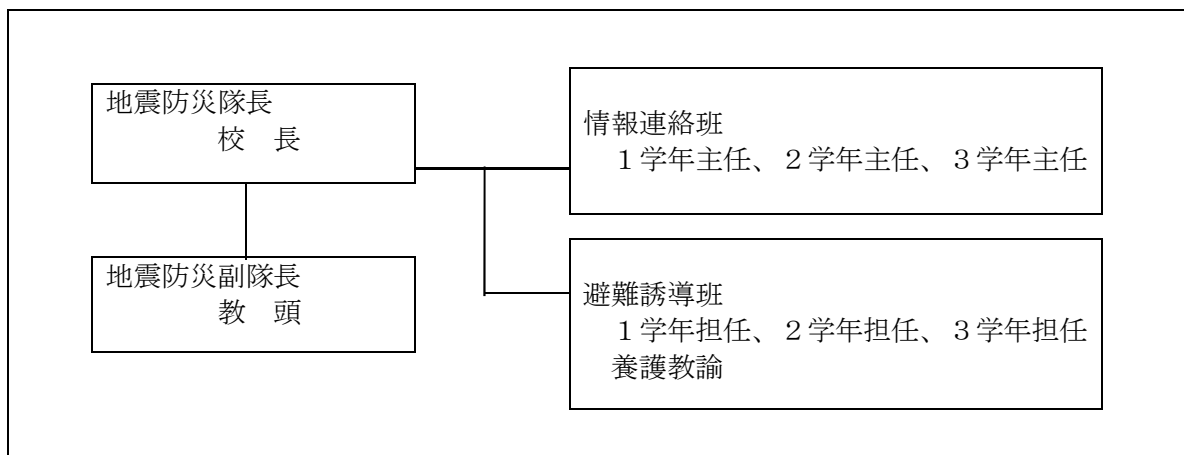 地震防災隊長
校　長
地震防災副隊長
教　頭
情報連絡班
１学年主任、２学年主任、３学年主任
避難誘導班
１学年担任、２学年担任、３学年担任
養護教諭